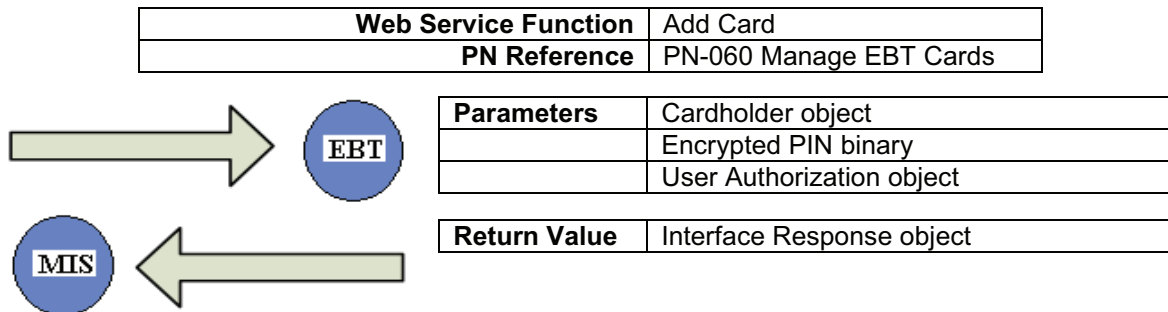 Web Service Function Add Card
PN Reference PN-060 Manage EBT Cards
EBT
Parameters Cardholder object
Encrypted PIN binary
User Authorization object
MIS
Return Value Interface Response object